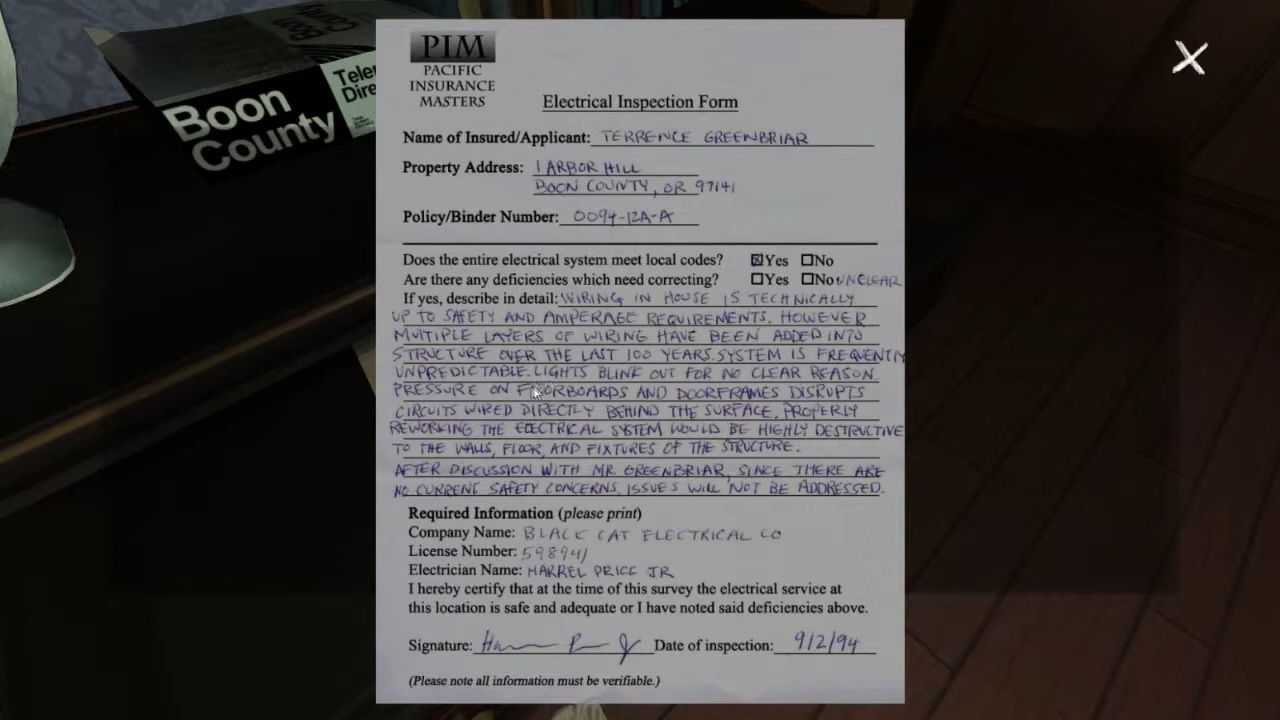 Boon
County
Tele
Dire
PIM
PACIFIC
INSURANCE
MASTERS
Electrical Inspection Form
Name of Insured/Applicant: TERRENCE GREENBRIAR
Property Address: 1 ARBOR HILL
BOON COUNTY, OR 97141
Policy/Binder Number: 0094-12A-A
Does the entire electrical system meet local codes? ☒Yes ☐No
Are there any deficiencies which need correcting? ☐Yes ☐No UNCLEAR
If yes, describe in detail: WIRING IN HOUSE IS TECHNICALLY
UP TO SAFETY AND AMPERAGE REQUIREMENTS. HOWEVER
MULTIPLE LAYERS OF WIRING HAVE BEEN ADDED INTO
STRUCTURE OVER THE LAST 100 YEARS. SYSTEM IS FREQUENTLY
UNPREDICTABLE. LIGHTS BLINK OUT FOR NO CLEAR REASON.
PRESSURE ON FLOORBOARDS AND DOORFRAMES DISRUPTS
CIRCUITS WIRED DIRECTLY BEHIND THE SURFACE. PROPERLY
REWORKING THE ELECTRICAL SYSTEM WOULD BE HIGHLY DESTRUCTIVE
TO THE WALLS, FLOOR, AND FIXTURES OF THE STRUCTURE.
AFTER DISCUSSION WITH MR. GREENBRIAR, SINCE THERE ARE
NO CURRENT SAFETY CONCERNS, ISSUES WILL NOT BE ADDRESSED.
Required Information (please print)
Company Name: BLACK CAT ELECTRICAL CO
License Number: 598941
Electrician Name: HARREL PRICE JR
I hereby certify that at the time of this survey the electrical service at
this location is safe and adequate or I have noted said deficiencies above.
Signature: Date of inspection: 9/2/94
(Please note all information must be verifiable.)